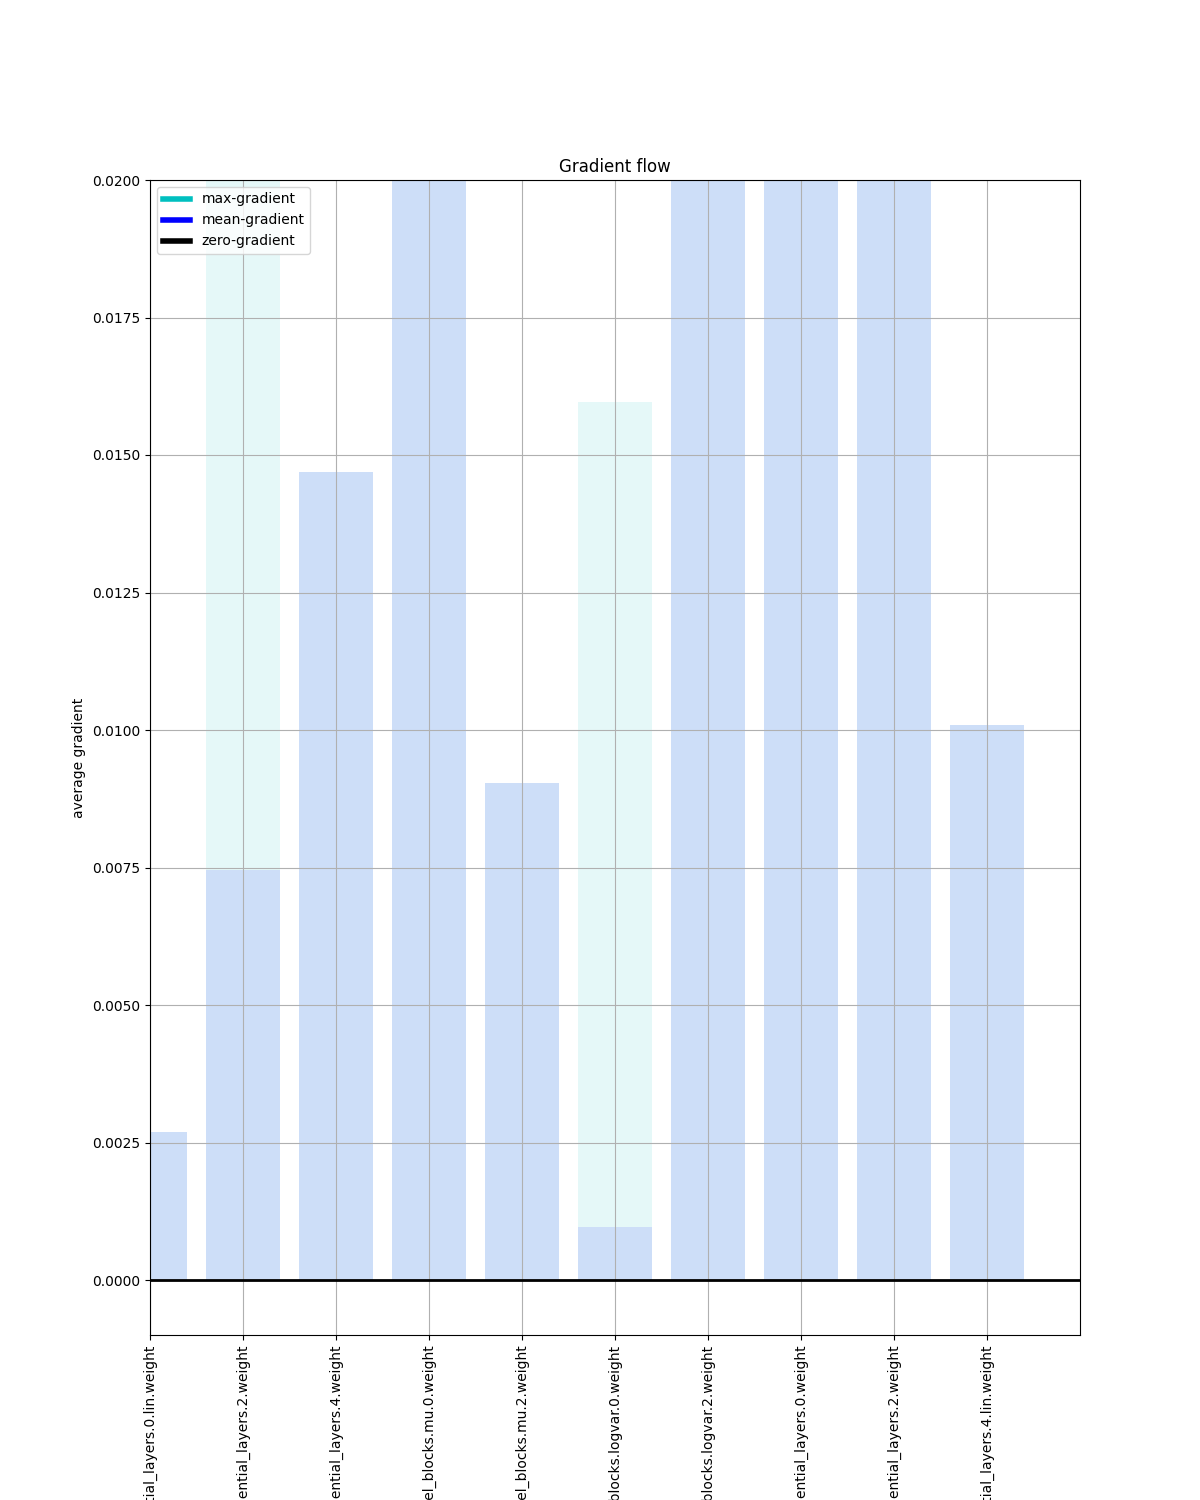 Gradient flow
max-gradient
mean-gradient
zero-gradient
0.0200
0.0175
0.0150
0.0125
0.0100
0.0075
0.0050
0.0025
0.0000
average gradient
tial_layers.0.lin.weight
ential_layers.2.weight
ential_layers.4.weight
el_blocks.mu.0.weight
el_blocks.mu.2.weight
blocks.logvar.0.weight
blocks.logvar.2.weight
ential_layers.0.weight
ential_layers.2.weight
tial_layers.4.lin.weight